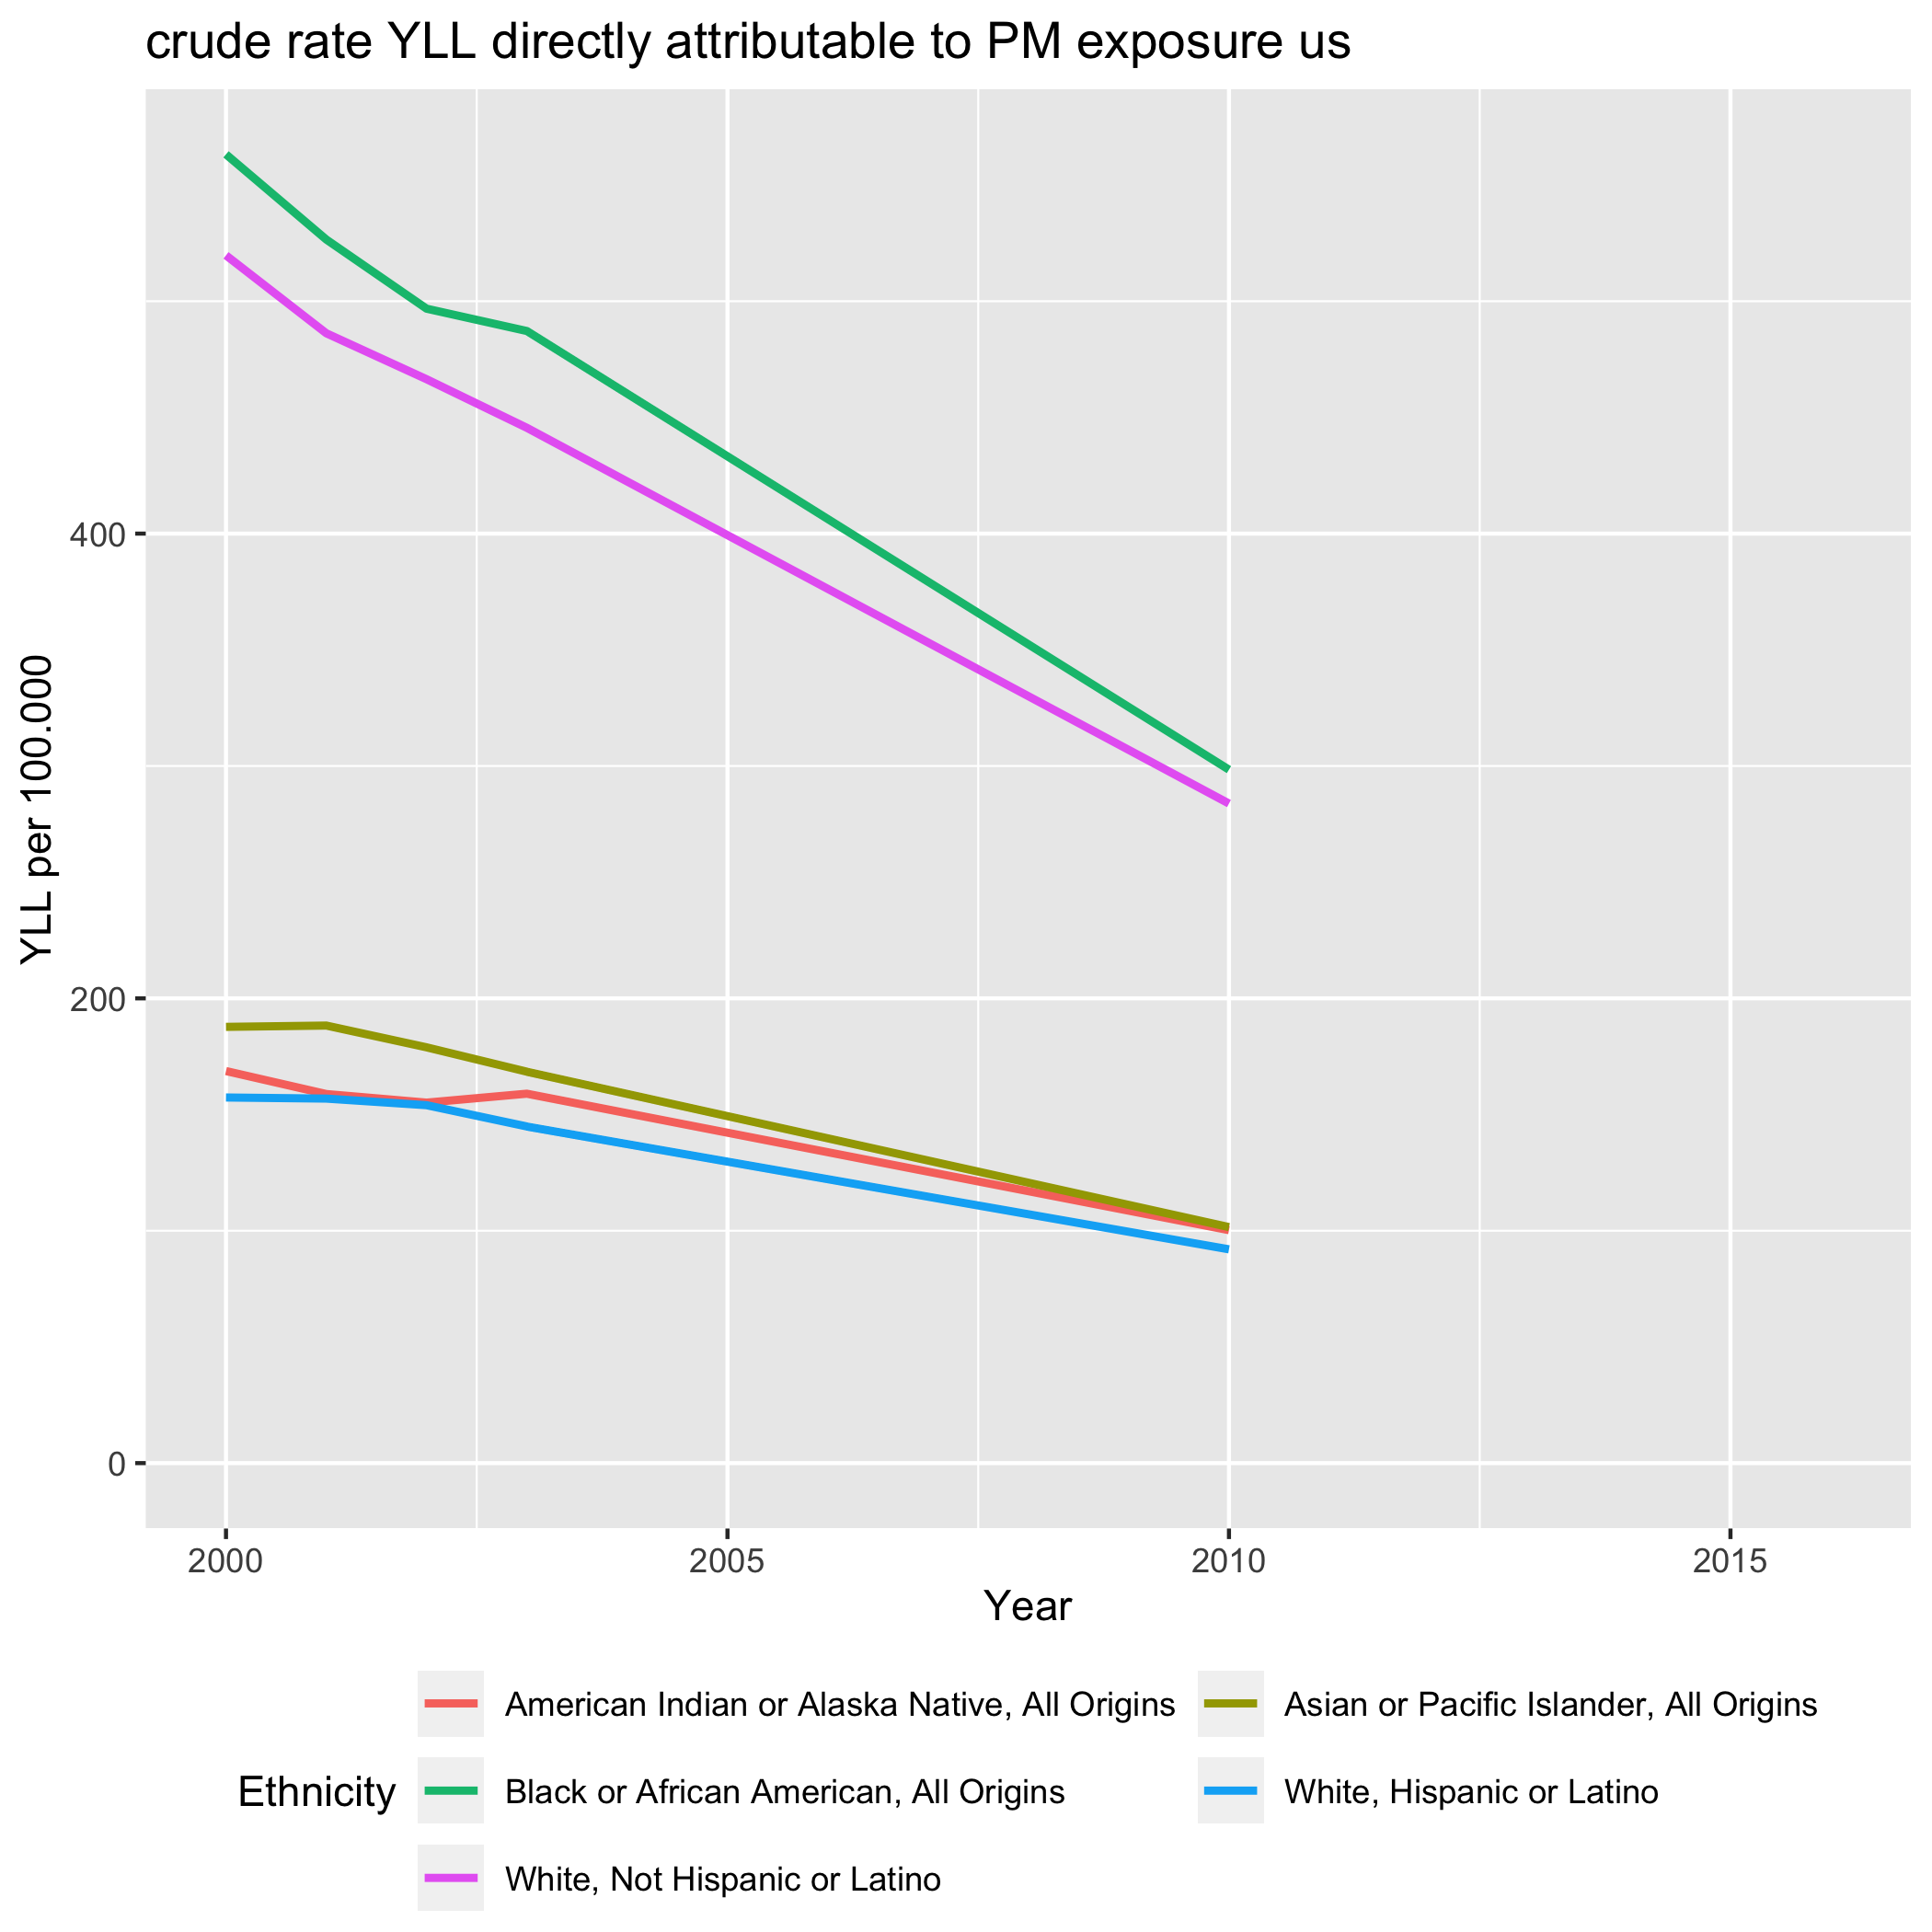 crude rate YLL directly attributable to PM exposure us
YLL per 100.000
400
200
0
2000 2005 2010 2015
Year
Ethnicity
American Indian or Alaska Native, All Origins
Asian or Pacific Islander, All Origins
Black or African American, All Origins
White, Hispanic or Latino
White, Not Hispanic or Latino